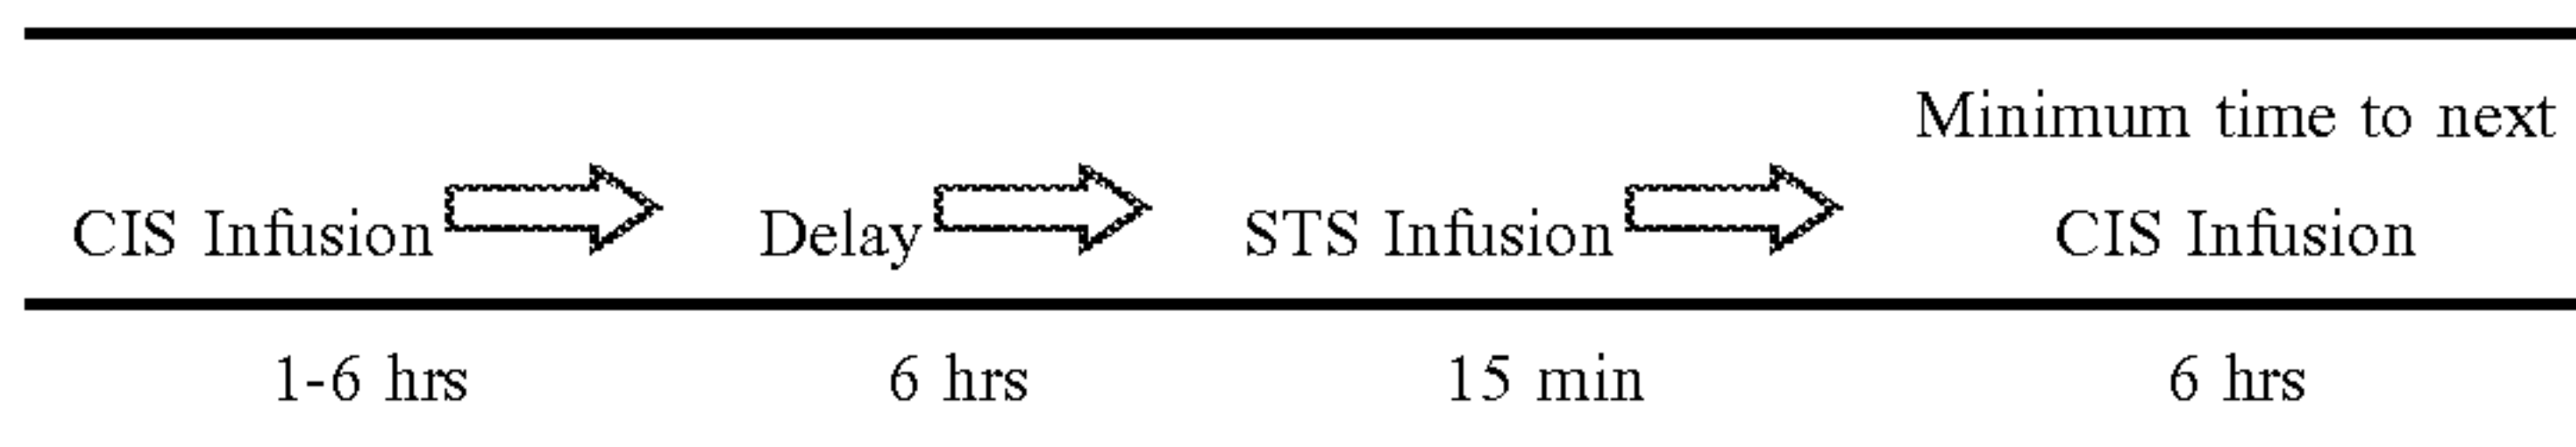 Minimum time to next
CIS Infusion Delay STS Infusion CIS Infusion
1-6 hrs 6 hrs 15 min 6 hrs